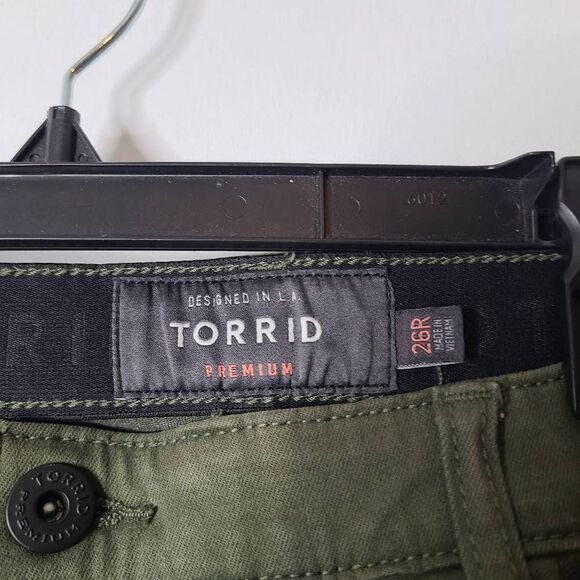 6012
DESIGNED IN L.A.
TORRID
PREMIUM
26R
MADE IN
VIETNAM
TORRID
PREMIUM